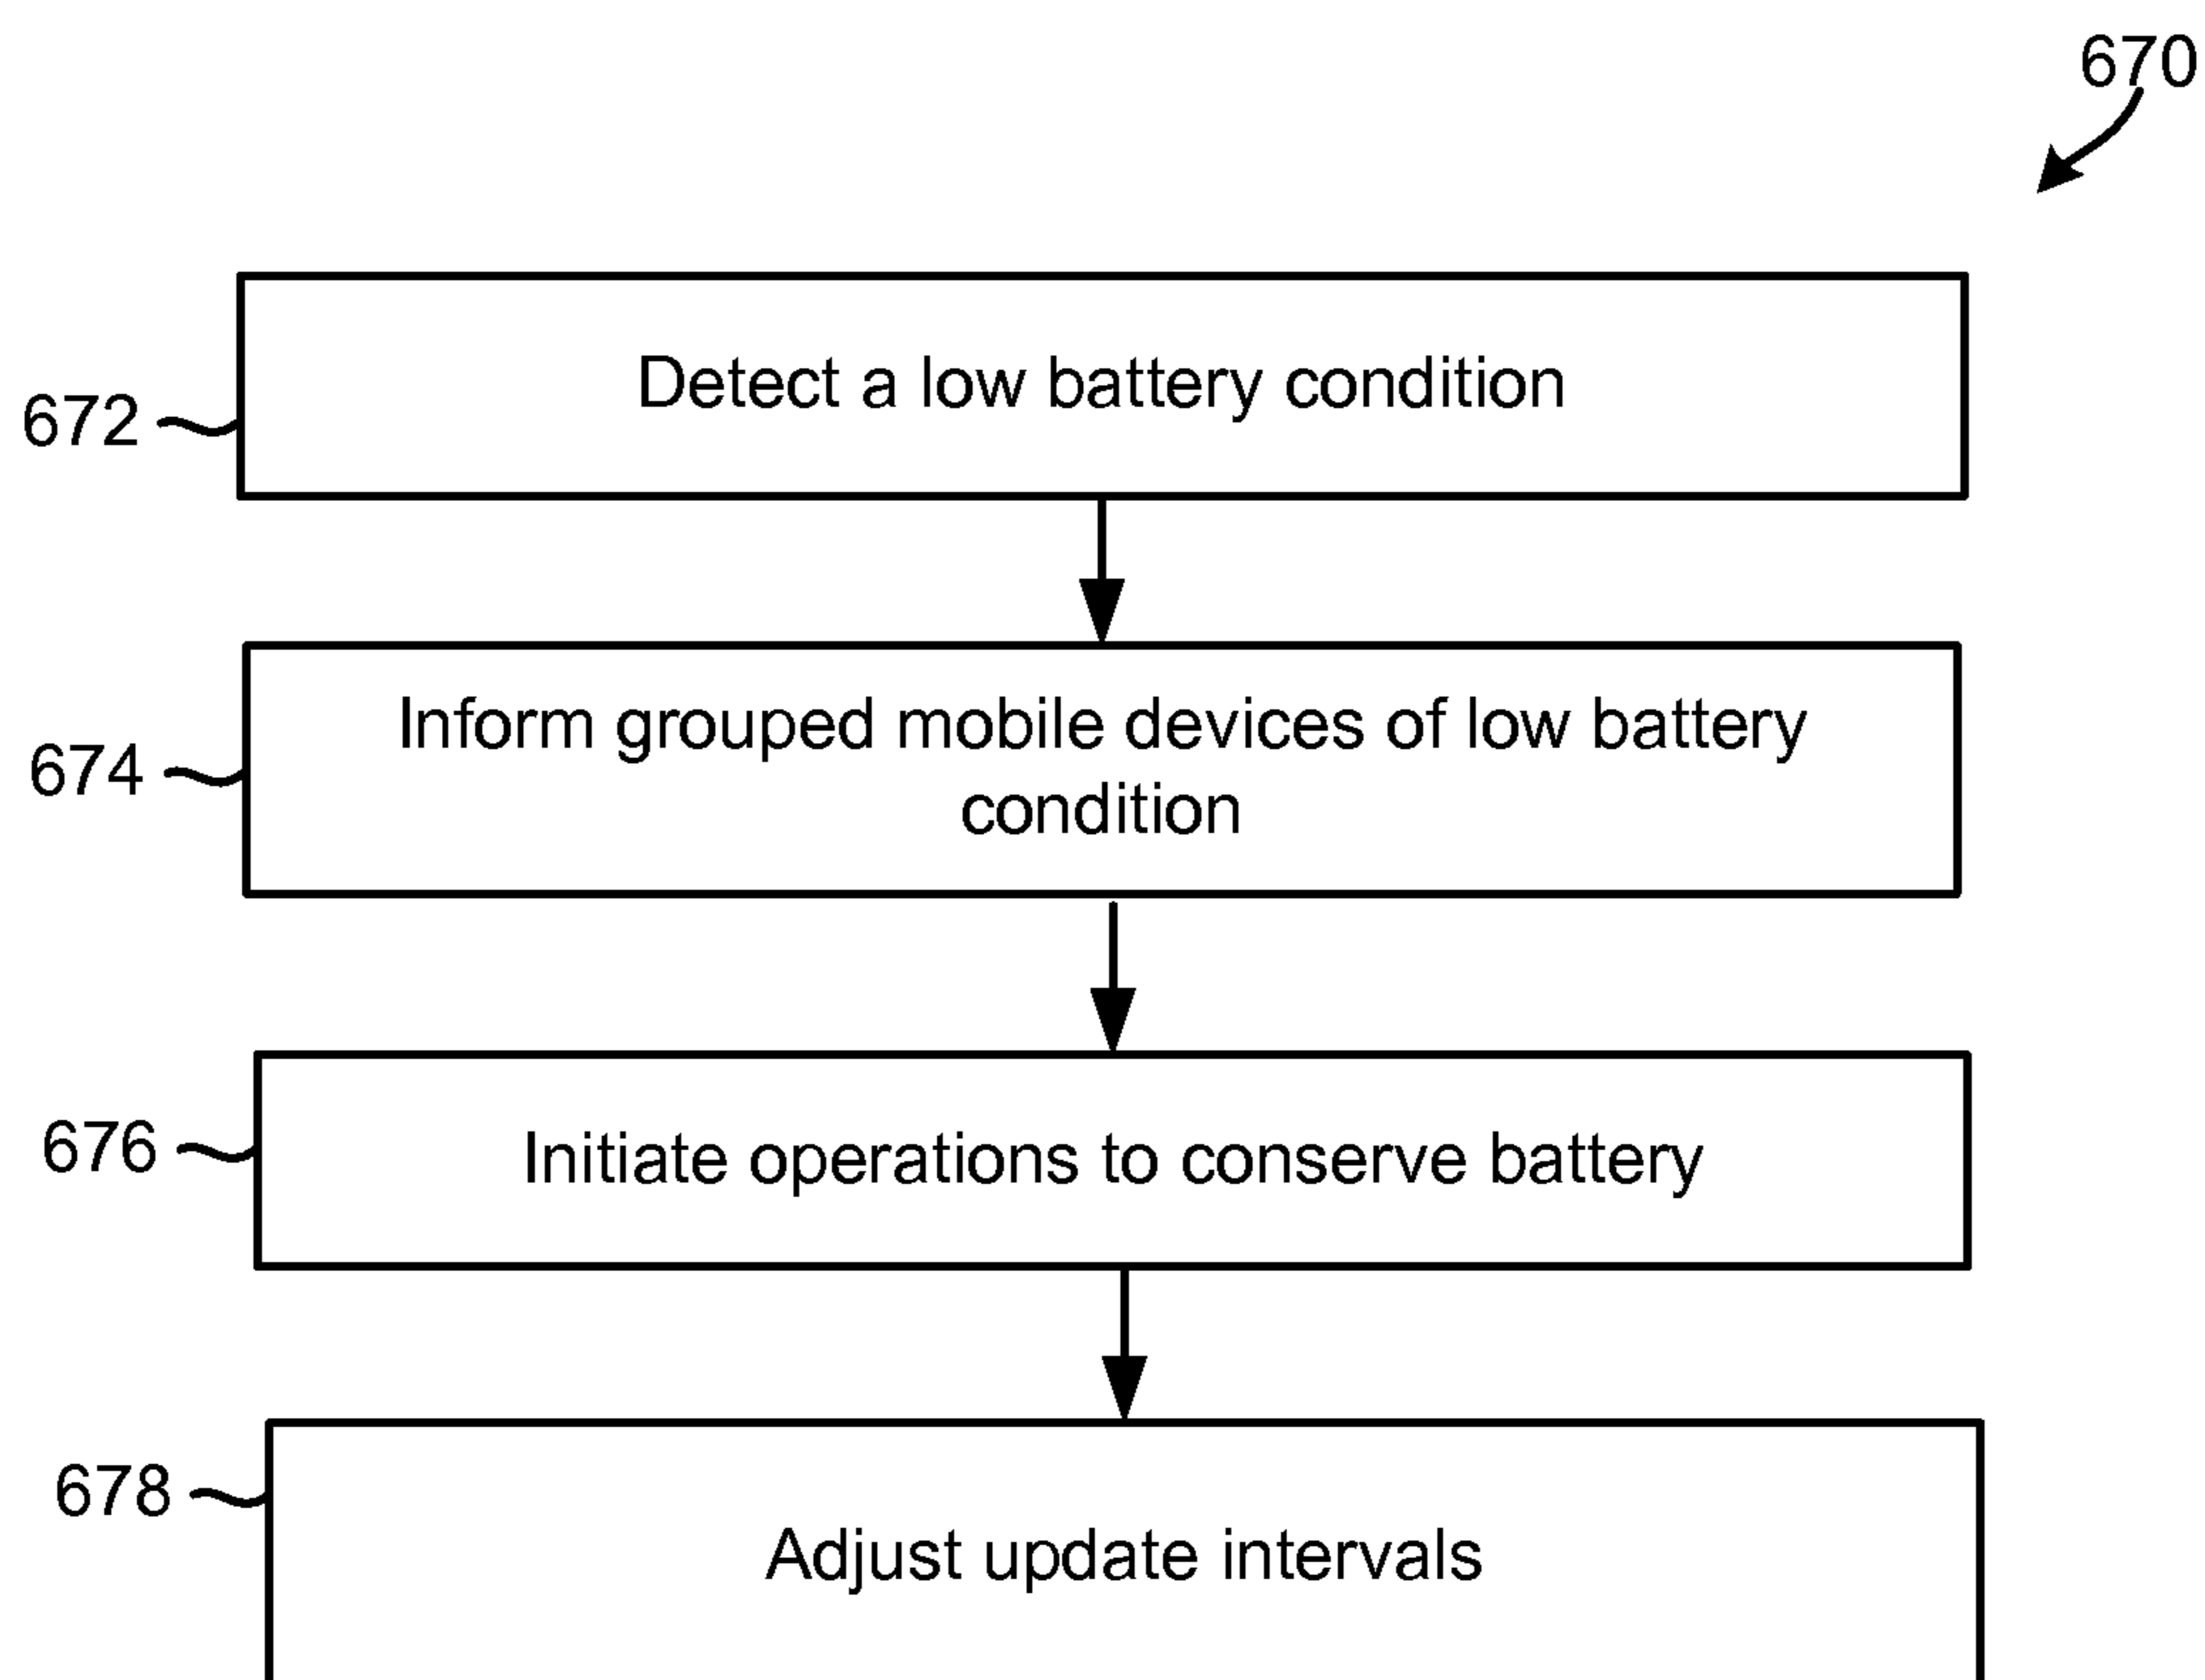 670
Detect a low battery condition
672
Inform grouped mobile devices of low battery
condition
674
Initiate operations to conserve battery
676
678
Adjust update intervals